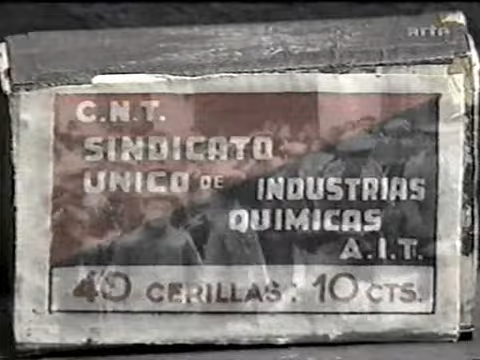 arte
C.N.T.
SINDICATO
UNICO DE INDUSTRIAS
QUIMICAS
A.I.T.
40 CERILLAS: 10 CTS.